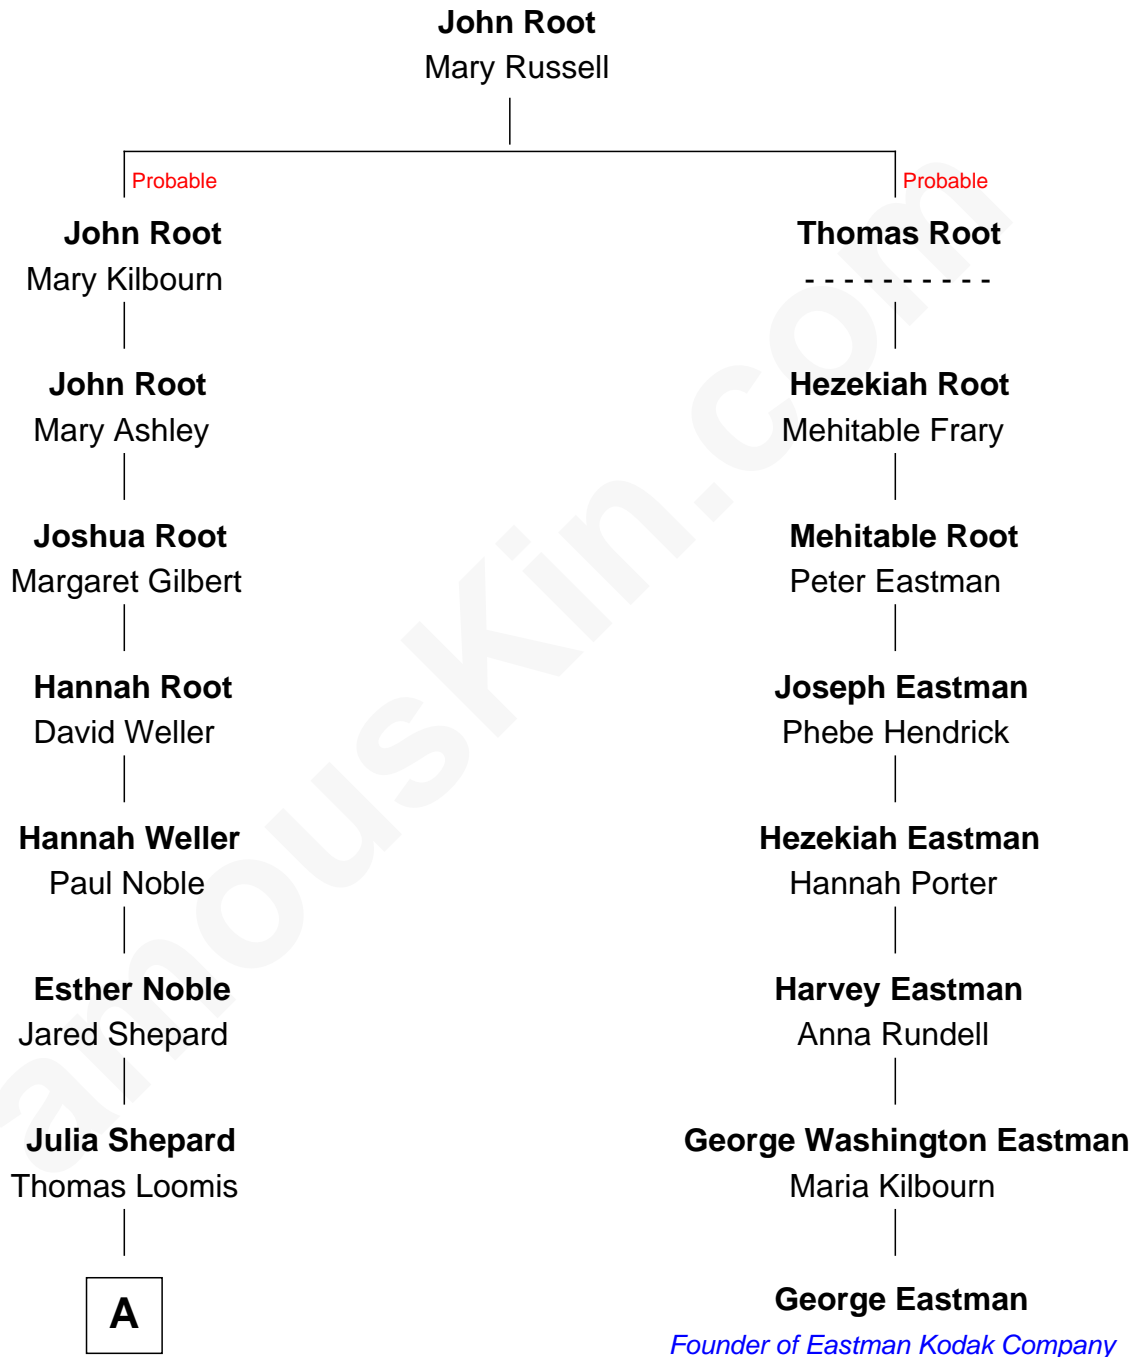 John Root
Mary Russell
Probable
Probable
John Root
Mary Kilbourn
Thomas Root
- - - - - - - - - -
John Root
Mary Ashley
Hezekiah Root
Mehitable Frary
Joshua Root
Margaret Gilbert
Mehitable Root
Peter Eastman
Hannah Root
David Weller
Joseph Eastman
Phebe Hendrick
Hannah Weller
Paul Noble
Hezekiah Eastman
Hannah Porter
Esther Noble
Jared Shepard
Harvey Eastman
Anna Rundell
Julia Shepard
Thomas Loomis
George Washington Eastman
Maria Kilbourn
A
George Eastman
Founder of Eastman Kodak Company
amousKin.com